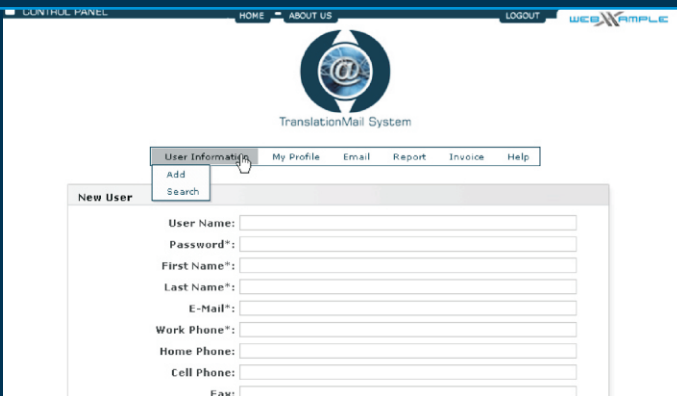 CONTROL PANEL HOME ABOUT US LOGOUT WEBXAMPLE
@
TranslationMail System
User Information My Profile Email Report Invoice Help
Add
Search
New User
User Name:
Password*:
First Name*:
Last Name*:
E-Mail*:
Work Phone*:
Home Phone:
Cell Phone:
Fax: